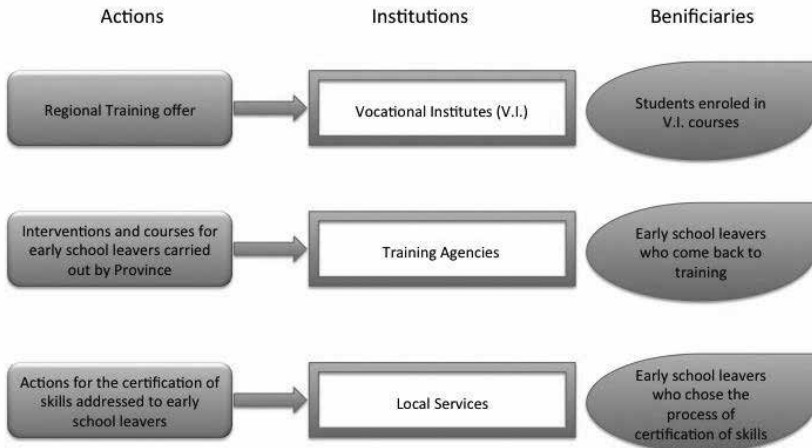 Actions
Institutions
Benificiaries
Regional Training offer
Vocational Institutes (V.I.)
Students enroled in
V.I. courses
Interventions and courses for
early school leavers carried
out by Province
Training Agencies
Early school leavers
who come back to
training
Actions for the certification of
skills addressed to early
school leavers
Local Services
Early school leavers
who chose the
process of
certification of skills